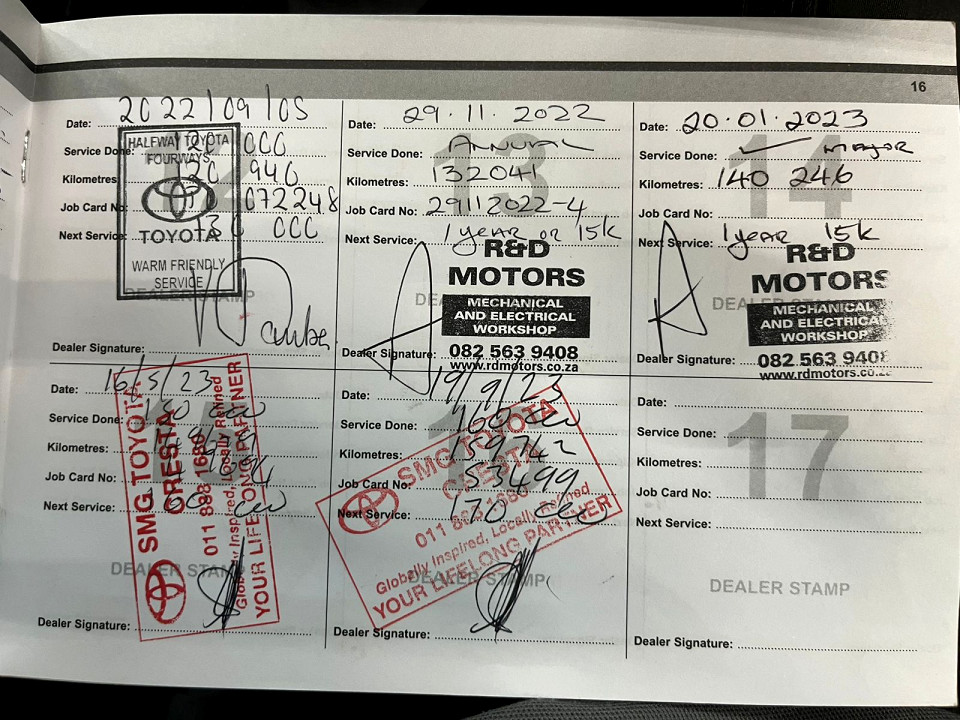 16
Date: 2022/09/05
Service Done:
Kilometres:
Job Card No: 072248
Next Service:
HALFWAY TOYOTA
FOURWAYS
TOYOTA
WARM FRIENDLY
SERVICE
DEALER STAMP
Dealer Signature:
13
Date: 29.11.2022
Service Done: ANNUAL
Kilometres: 132041
Job Card No: 29112022-4
Next Service: 1 year or 15k
R&D
MOTORS
MECHANICAL
AND ELECTRICAL
WORKSHOP
082 563 9408
www.rdmotors.co.za
Dealer Signature:
14
Date: 20.01.2023
Service Done: Mayor
Kilometres: 140 246
Job Card No:
Next Service: 1 year 15k
R&D
MOTORS
DEALER STAMP
MECHANICAL
AND ELECTRICAL
WORKSHOP
082 563 9408
www.rdmotors.co.
Dealer Signature:
Date: 16/5/23
Service Done:
Kilometres:
Job Card No:
Next Service:
SMG TOYOTA
CRESTA
Globally Inspired, Locally Refined
YOUR LIFELONG PARTNER
DEALER STAMP
Dealer Signature:
Date: 19/9/23
Service Done:
Kilometres: 159742
Job Card No: 53499
Next Service:
SMG TOYOTA
CRESTA
Globally Inspired, Locally Refined
YOUR LIFELONG PARTNER
DEALER STAMP
Dealer Signature:
17
Date:
Service Done:
Kilometres:
Job Card No:
Next Service:
DEALER STAMP
Dealer Signature: